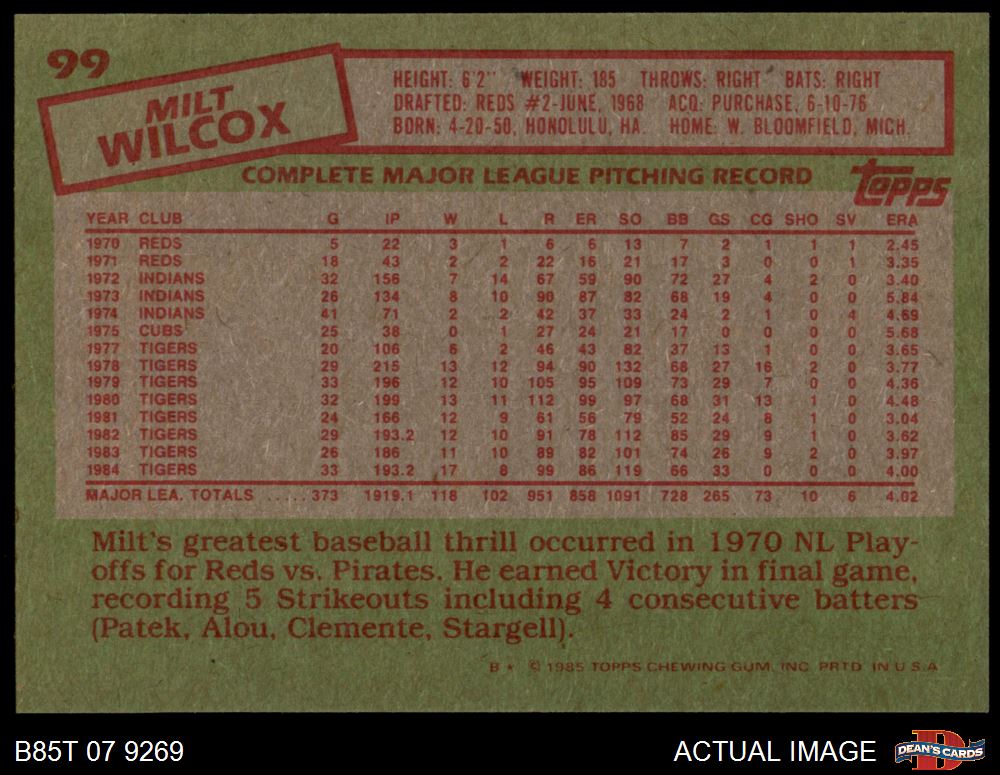 99
MILT
WILCOX
HEIGHT: 6'2" WEIGHT: 185 THROWS: RIGHT BATS: RIGHT
DRAFTED: REDS #2-JUNE, 1968 ACQ: PURCHASE, 6-10-76
BORN: 4-20-50, HONOLULU, HA. HOME: W. BLOOMFIELD, MICH.
COMPLETE MAJOR LEAGUE PITCHING RECORD
topps
YEAR CLUB G IP W L R ER SO BB GS CG SHO SV ERA
1970 REDS 5 22 3 1 6 6 13 7 2 1 1 1 2.45
1971 REDS 18 43 2 2 22 16 21 17 3 0 0 1 3.35
1972 INDIANS 32 156 7 14 67 59 90 72 27 4 2 0 3.40
1973 INDIANS 26 134 8 10 90 87 82 68 19 4 0 0 5.84
1974 INDIANS 41 71 2 2 42 37 33 24 2 1 0 4 4.69
1975 CUBS 25 38 0 1 27 24 21 17 0 0 0 0 5.68
1977 TIGERS 20 106 6 2 46 43 82 37 13 1 0 0 3.65
1978 TIGERS 29 215 13 12 94 90 132 68 27 16 2 0 3.77
1979 TIGERS 33 196 12 10 105 95 109 73 29 7 0 0 4.36
1980 TIGERS 32 199 13 11 112 99 97 68 31 13 1 0 4.48
1981 TIGERS 24 166 12 9 61 56 79 52 24 8 1 0 3.04
1982 TIGERS 29 193.2 12 10 91 78 112 85 29 9 1 0 3.62
1983 TIGERS 26 186 11 10 89 82 101 74 26 9 2 0 3.97
1984 TIGERS 33 193.2 17 8 99 86 119 66 33 0 0 0 4.00
MAJOR LEA. TOTALS ..... 373 1919.1 118 102 951 858 1091 728 265 73 10 6 4.02
Milt's greatest baseball thrill occurred in 1970 NL Play-
offs for Reds vs. Pirates. He earned Victory in final game,
recording 5 Strikeouts including 4 consecutive batters
(Patek, Alou, Clemente, Stargell).
B* © 1985 TOPPS CHEWING GUM, INC. PRTD. IN U.S.A.
B85T 07 9269
ACTUAL IMAGE
D
DEAN'S CARDS